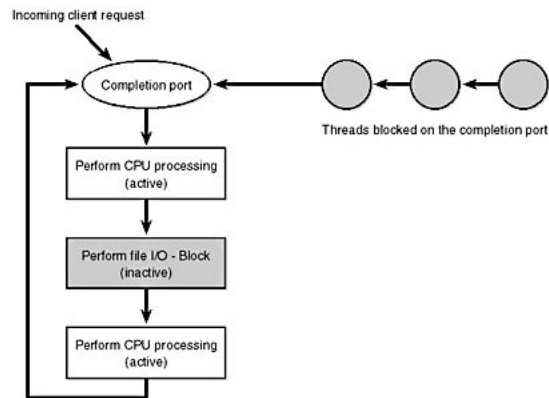 Incoming client request
Completion port
Threads blocked on the completion port
Perform CPU processing
(active)
Perform file I/O - Block
(inactive)
Perform CPU processing
(active)